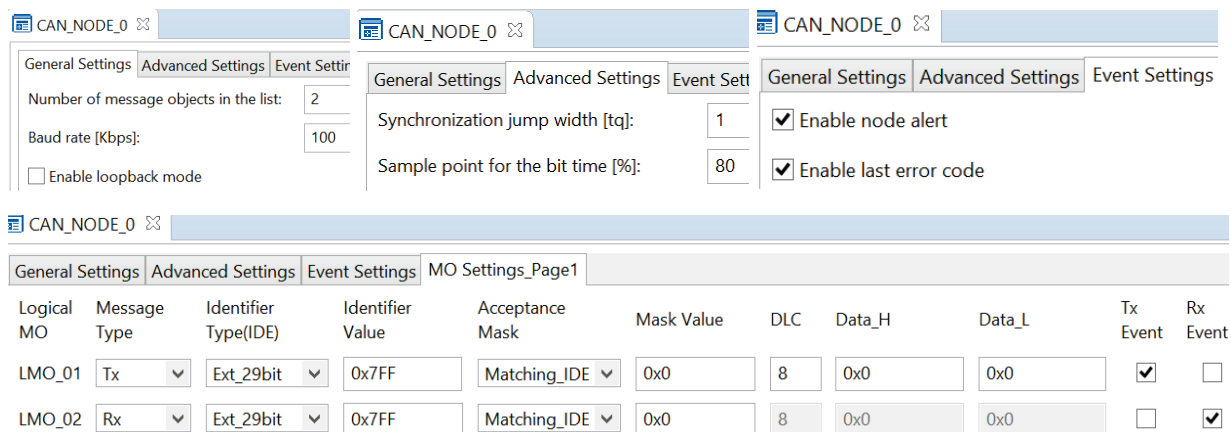 CAN_NODE_0
General Settings Advanced Settings Event Settin
Number of message objects in the list: 2
Baud rate [Kbps]: 100
Enable loopback mode
CAN_NODE_0
General Settings Advanced Settings Event Sett
Synchronization jump width [tq]: 1
Sample point for the bit time [%]: 80
CAN_NODE_0
General Settings Advanced Settings Event Settings
Enable node alert
Enable last error code
CAN_NODE_0
General Settings Advanced Settings Event Settings MO Settings_Page1
Logical Message Identifier Identifier Acceptance Mask Value DLC Data_H Data_L Tx Rx
MO Type Type(IDE) Value Mask Event Event
LMO_01 Tx Ext_29bit 0x7FF Matching_IDE 0x0 8 0x0 0x0
LMO_02 Rx Ext_29bit 0x7FF Matching_IDE 0x0 8 0x0 0x0